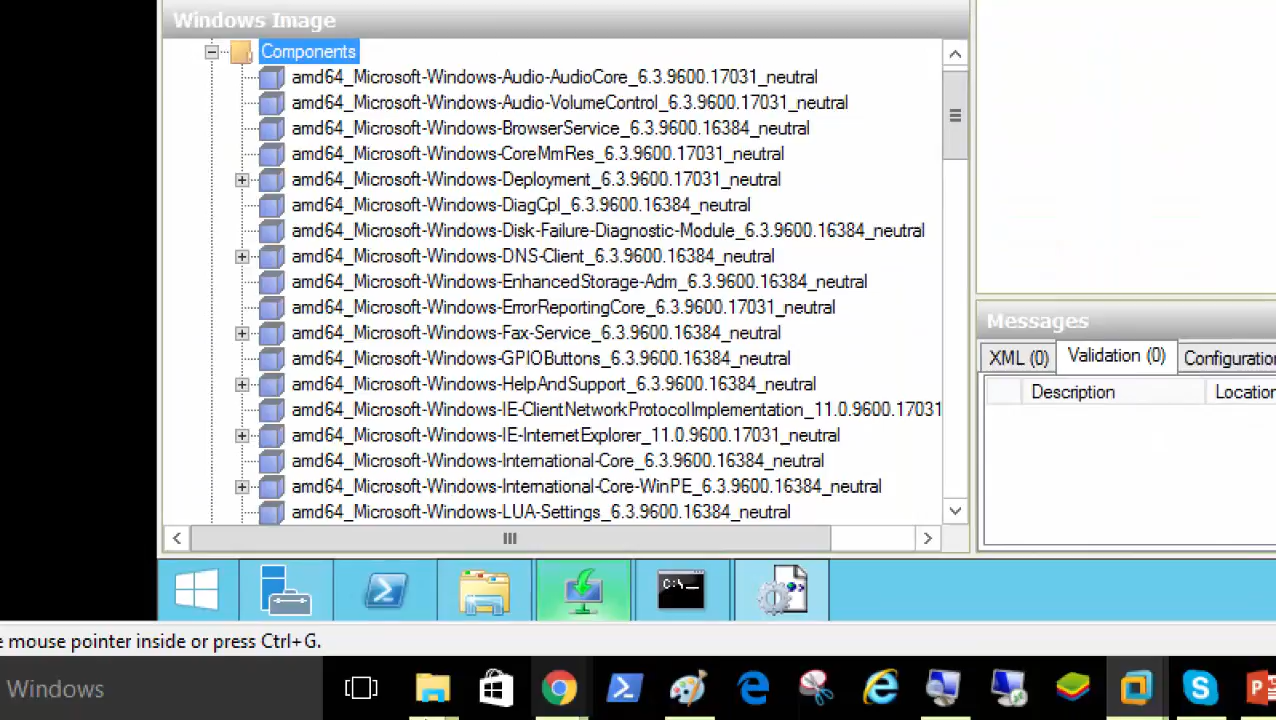 Windows Image
Components
amd64_Microsoft-Windows-Audio-AudioCore_6.3.9600.17031_neutral
amd64_Microsoft-Windows-Audio-VolumeControl_6.3.9600.17031_neutral
amd64_Microsoft-Windows-BrowserService_6.3.9600.16384_neutral
amd64_Microsoft-Windows-CoreMmRes_6.3.9600.17031_neutral
amd64_Microsoft-Windows-Deployment_6.3.9600.17031_neutral
amd64_Microsoft-Windows-DiagCpl_6.3.9600.16384_neutral
amd64_Microsoft-Windows-Disk-Failure-Diagnostic-Module_6.3.9600.16384_neutral
amd64_Microsoft-Windows-DNS-Client_6.3.9600.16384_neutral
amd64_Microsoft-Windows-EnhancedStorage-Adm_6.3.9600.16384_neutral
amd64_Microsoft-Windows-ErrorReportingCore_6.3.9600.17031_neutral
amd64_Microsoft-Windows-Fax-Service_6.3.9600.16384_neutral
amd64_Microsoft-Windows-GPIOButtons_6.3.9600.16384_neutral
amd64_Microsoft-Windows-HelpAndSupport_6.3.9600.16384_neutral
amd64_Microsoft-Windows-IE-ClientNetworkProtocolImplementation_11.0.9600.17031
amd64_Microsoft-Windows-IE-InternetExplorer_11.0.9600.17031_neutral
amd64_Microsoft-Windows-International-Core_6.3.9600.16384_neutral
amd64_Microsoft-Windows-International-Core-WinPE_6.3.9600.16384_neutral
amd64_Microsoft-Windows-LUA-Settings_6.3.9600.16384_neutral
Messages
XML (0) Validation (0) Configuratio
Description Location
C:\_
e mouse pointer inside or press Ctrl+G.
Windows